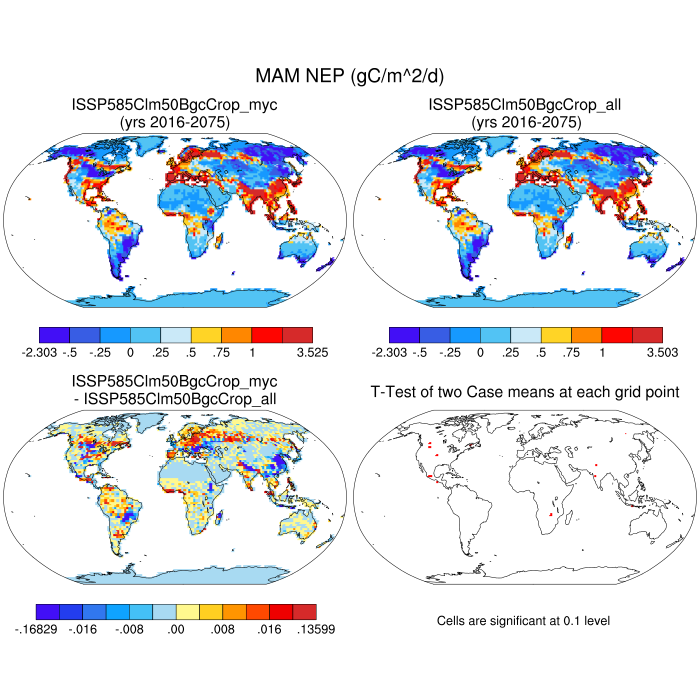 MAM NEP (gC/m^2/d)
ISSP585Clm50BgcCrop_myc
(yrs 2016-2075)
ISSP585Clm50BgcCrop_all
(yrs 2016-2075)
-2.303 -.5 -.25 0 .25 .5 .75 1 3.525
-2.303 -.5 -.25 0 .25 .5 .75 1 3.503
ISSP585Clm50BgcCrop_myc
- ISSP585Clm50BgcCrop_all
T-Test of two Case means at each grid point
-.16829 -.016 -.008 .00 .008 .016 .13599
Cells are significant at 0.1 level